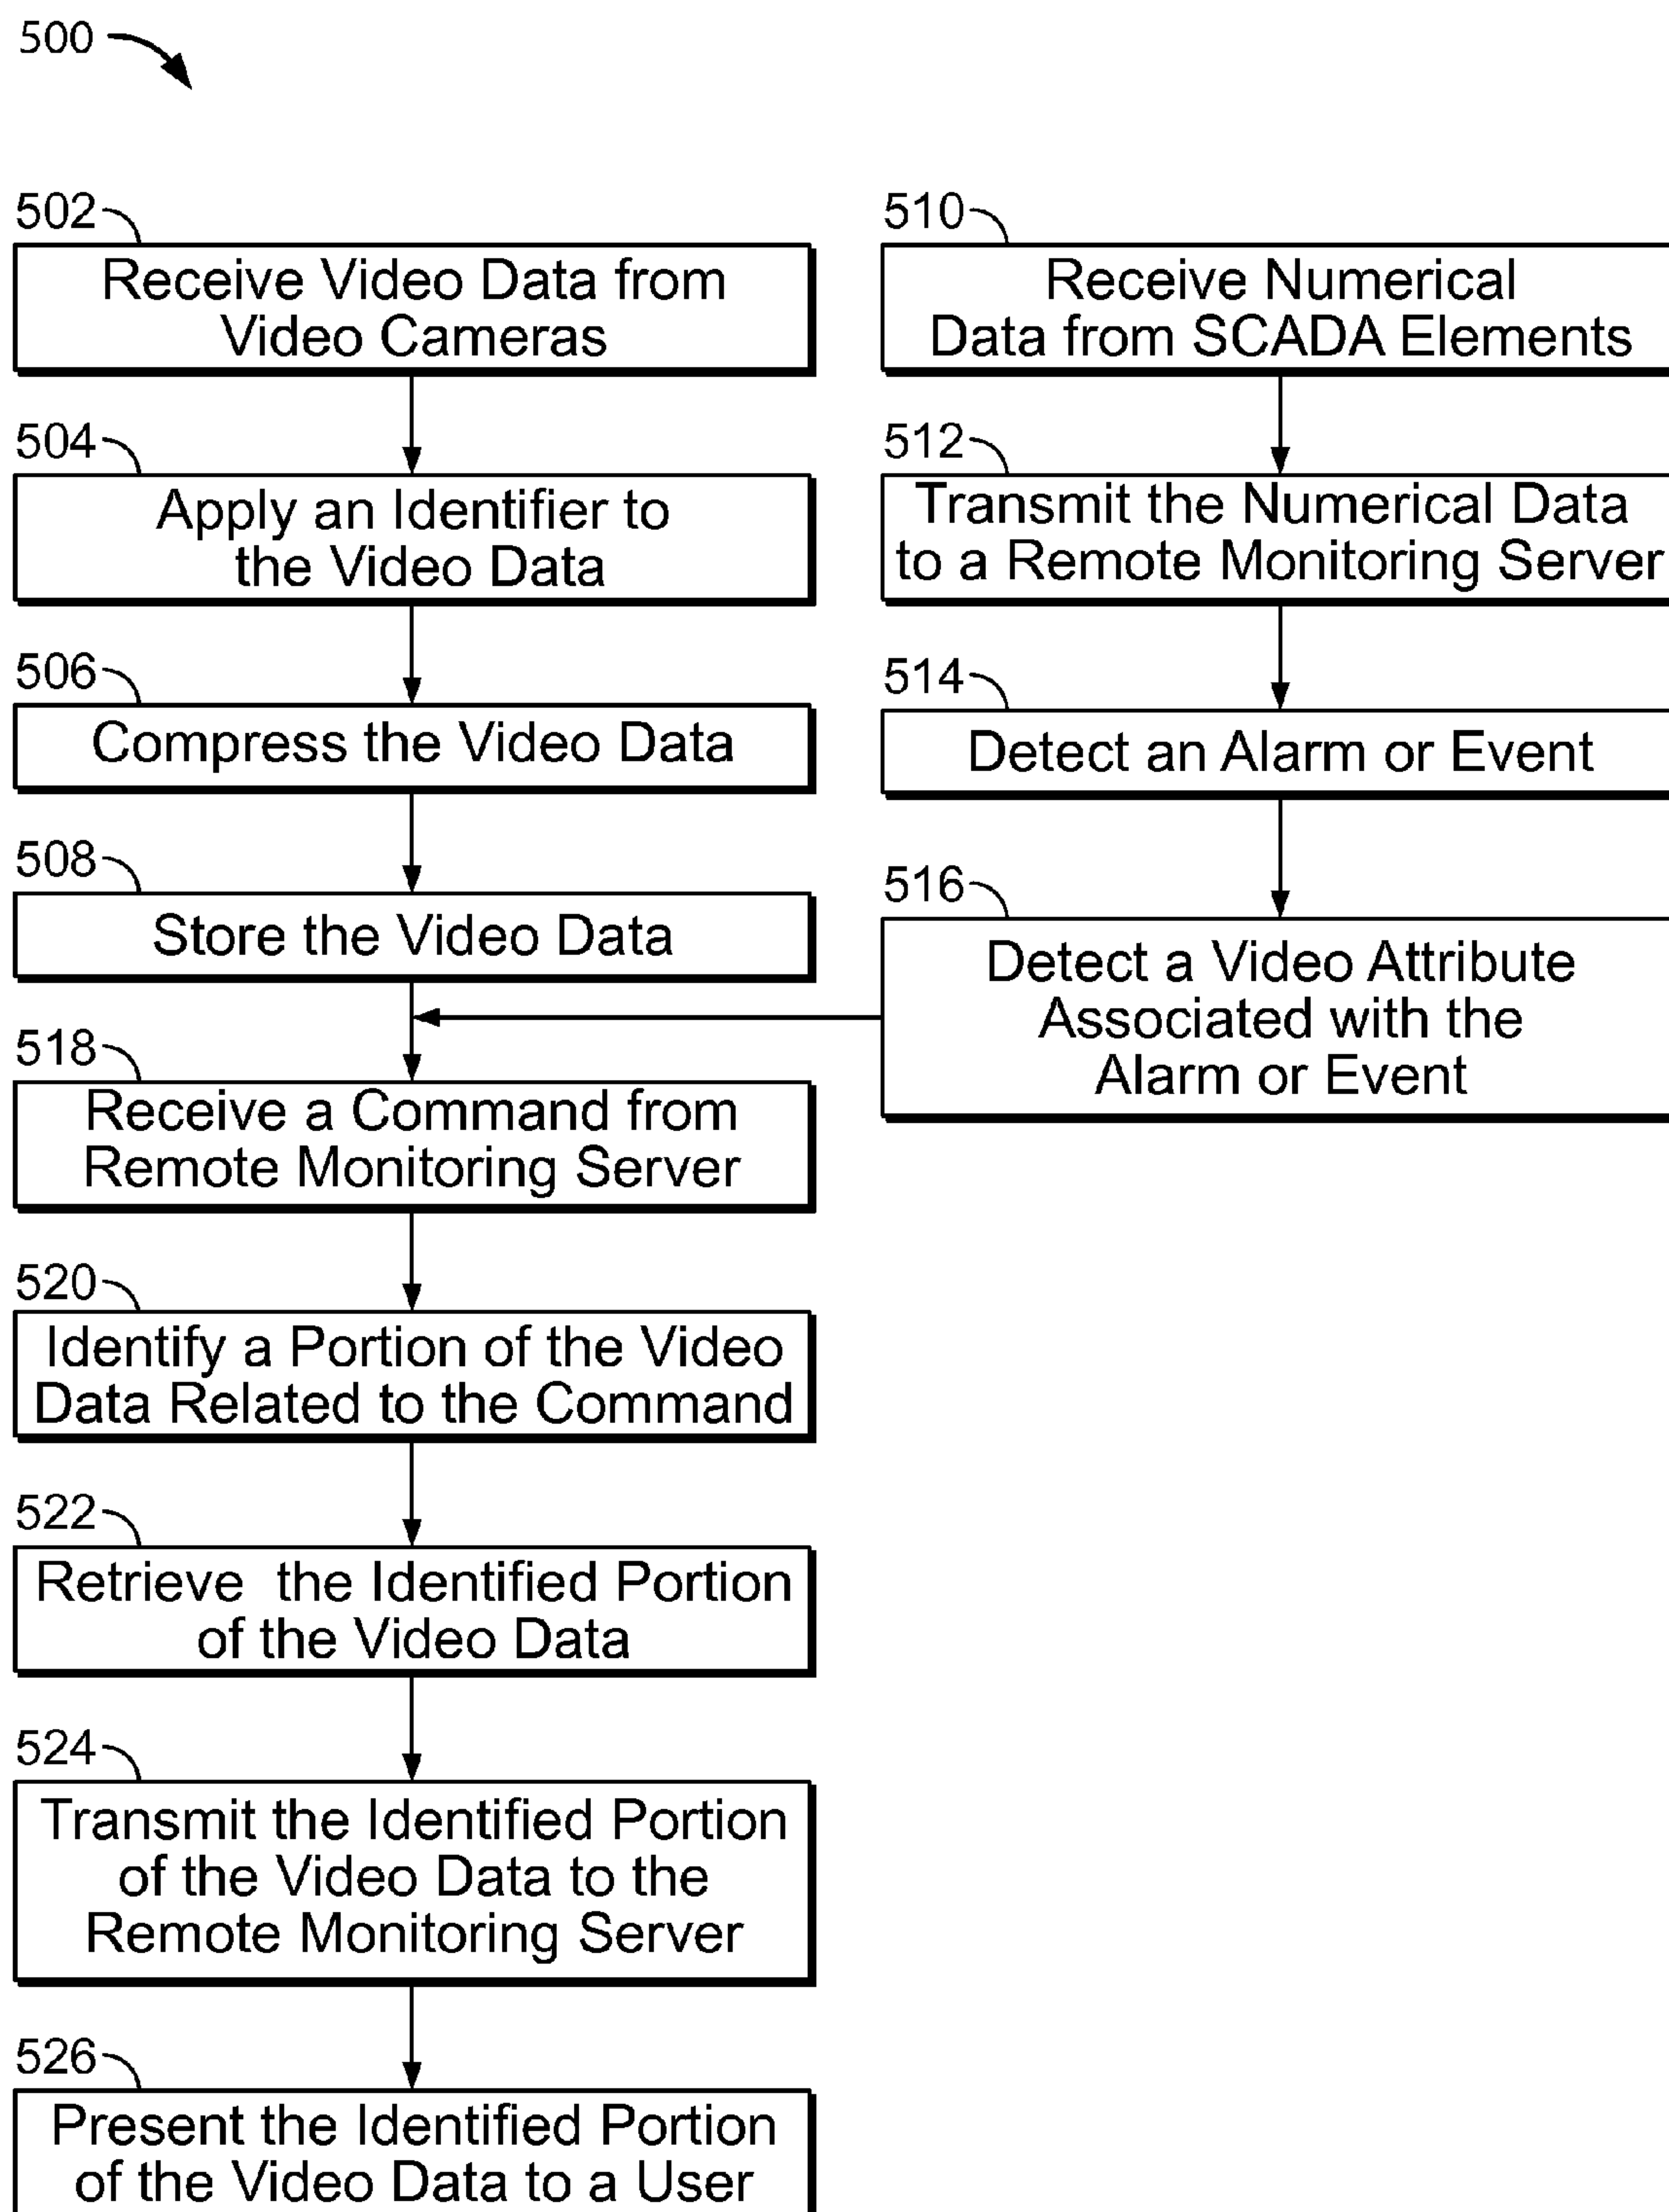 500
502
Receive Video Data from
Video Cameras
504
Apply an Identifier to
the Video Data
506
Compress the Video Data
508
Store the Video Data
510
Receive Numerical
Data from SCADA Elements
512
Transmit the Numerical Data
to a Remote Monitoring Server
514
Detect an Alarm or Event
516
Detect a Video Attribute
Associated with the
Alarm or Event
518
Receive a Command from
Remote Monitoring Server
520
Identify a Portion of the Video
Data Related to the Command
522
Retrieve the Identified Portion
of the Video Data
524
Transmit the Identified Portion
of the Video Data to the
Remote Monitoring Server
526
Present the Identified Portion
of the Video Data to a User